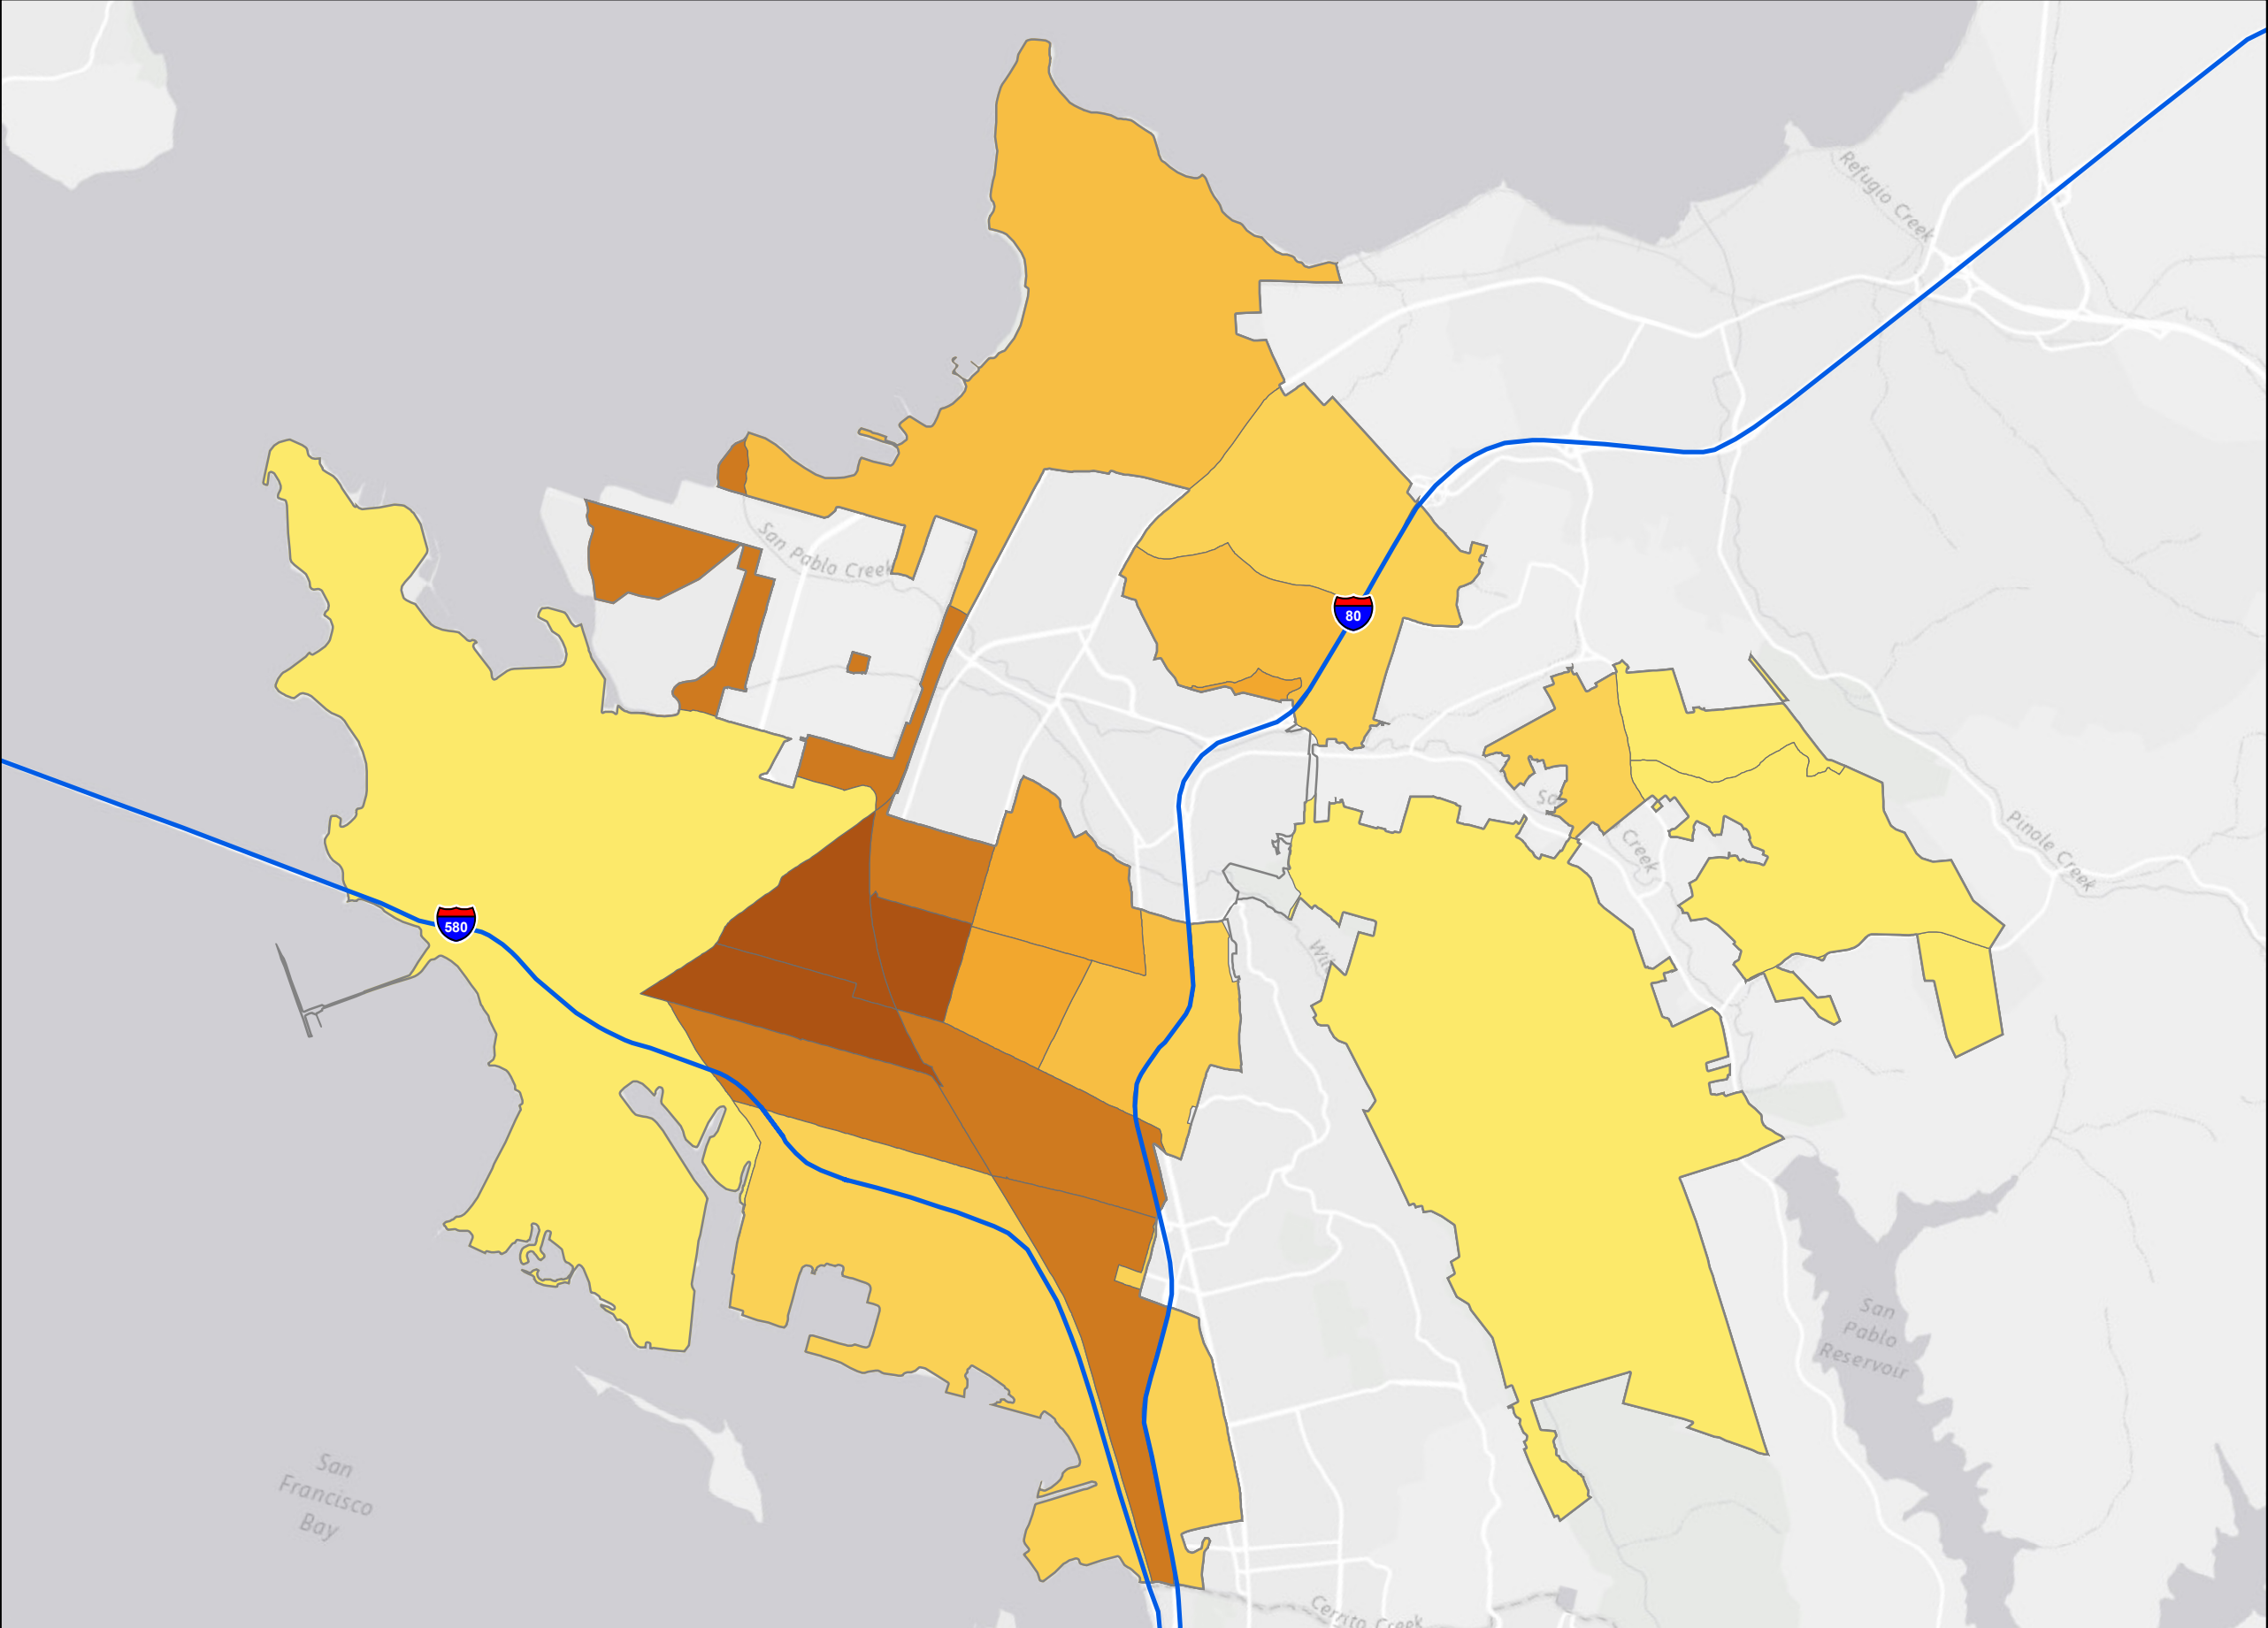 Refugio Creek
San Pablo Creek
80
Creek
Pinole Creek
580
San
Pablo
Reservoir
San
Francisco
Bay
Cerrito Creek